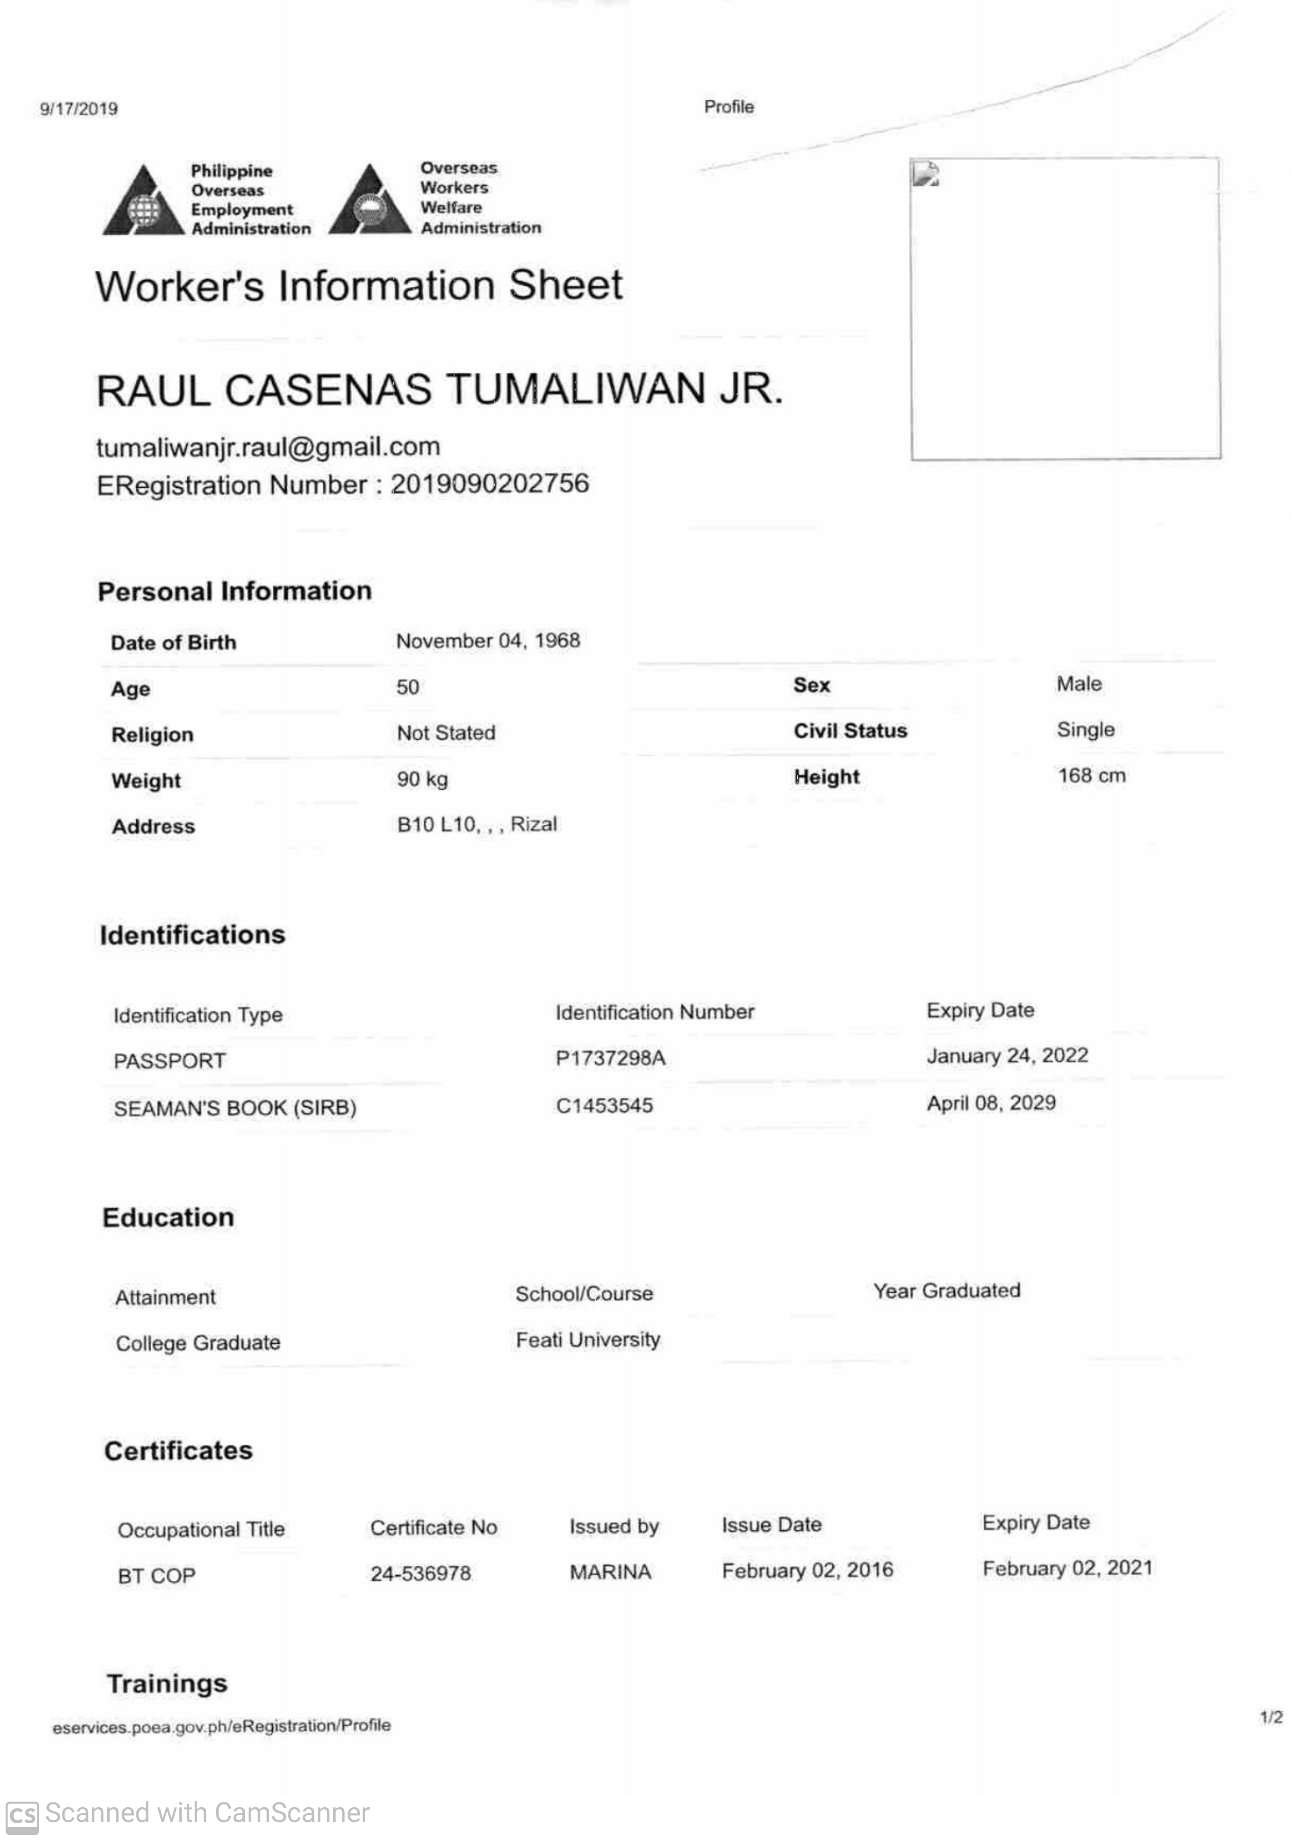 9/17/2019 Profile
Philippine
Overseas
Employment
Administration
Overseas
Workers
Welfare
Administration
Worker's Information Sheet
RAUL CASENAS TUMALIWAN JR.
tumaliwanjr.raul@gmail.com
ERegistration Number : 2019090202756
Personal Information
Date of Birth November 04, 1968
Age 50 Sex Male
Religion Not Stated Civil Status Single
Weight 90 kg Height 168 cm
Address B10 L10, , , Rizal
Identifications
Identification Type Identification Number Expiry Date
PASSPORT P1737298A January 24, 2022
SEAMAN'S BOOK (SIRB) C1453545 April 08, 2029
Education
Attainment School/Course Year Graduated
College Graduate Feati University
Certificates
Occupational Title Certificate No Issued by Issue Date Expiry Date
BT COP 24-536978 MARINA February 02, 2016 February 02, 2021
Trainings
eservices.poea.gov.ph/eRegistration/Profile 1/2
CS Scanned with CamScanner